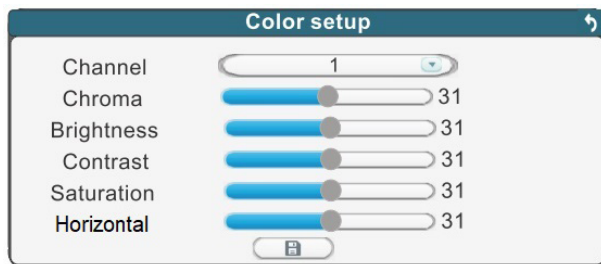 Color setup
Channel 1
Chroma 31
Brightness 31
Contrast 31
Saturation 31
Horizontal 31